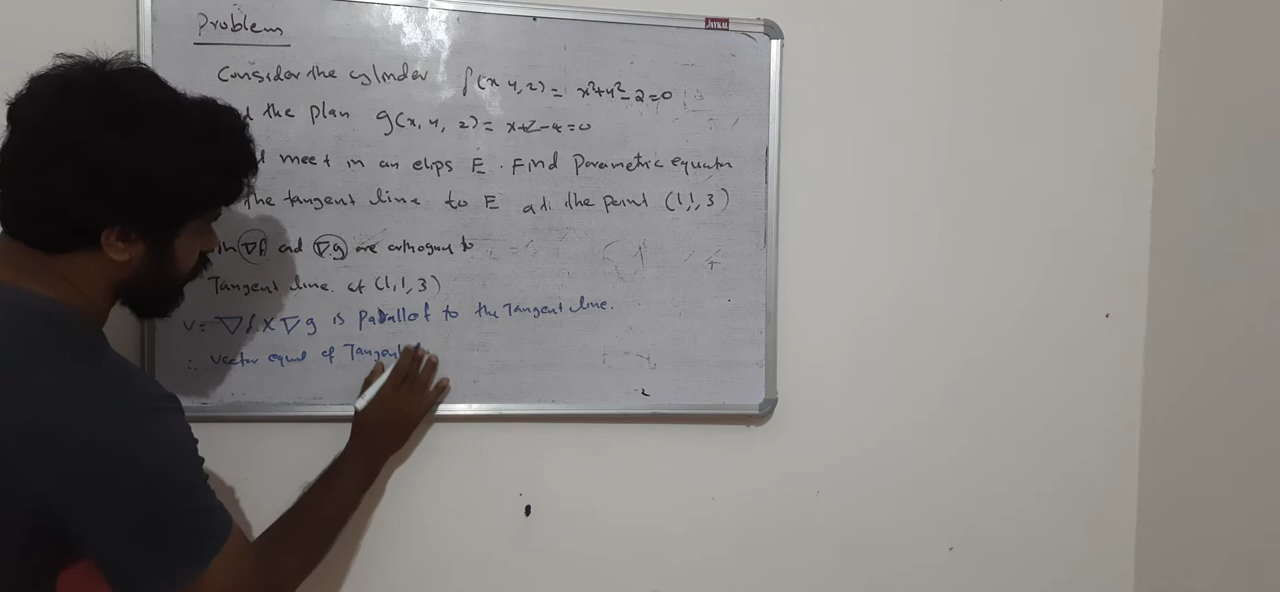 JAYKAL
Problem
Consider the cylinder f(x y, z) = x²+y²-2=0
the plan g(x, y, z) = x+z-4=0
meet in an elips E. Find Parametric equation
the tangent line to E at the point (1,1,3)
∇f and ∇g are orthogonal to
Tangent line at (1,1,3)
V= ∇f x ∇g is parallel to the Tangent line.
∴ Vector equal of Tangent